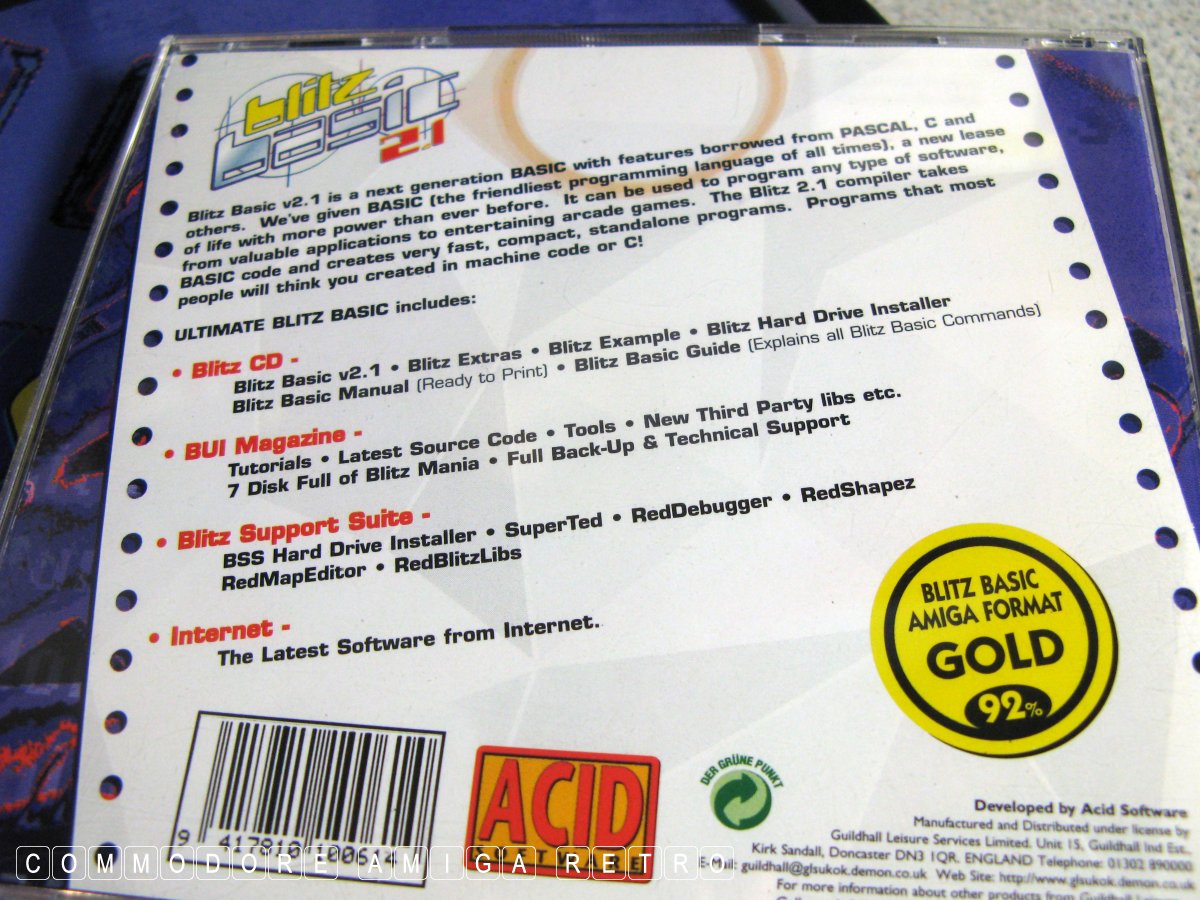 blitz
basic
2.1
Blitz Basic v2.1 is a next generation BASIC with features borrowed from PASCAL, C and
others. We've given BASIC (the friendliest programming language of all times), a new lease
of life with more power than ever before. It can be used to program any type of software,
from valuable applications to entertaining arcade games. The Blitz 2.1 compiler takes
BASIC code and creates very fast, compact, standalone programs. Programs that most
people will think you created in machine code or C!
ULTIMATE BLITZ BASIC includes:
• Blitz CD -
Blitz Basic v2.1 • Blitz Extras • Blitz Example • Blitz Hard Drive Installer
Blitz Basic Manual (Ready to Print) • Blitz Basic Guide (Explains all Blitz Basic Commands)
• BUI Magazine -
Tutorials • Latest Source Code • Tools • New Third Party libs etc.
7 Disk Full of Blitz Mania • Full Back-Up & Technical Support
• Blitz Support Suite -
BSS Hard Drive Installer • SuperTed • RedDebugger • RedShapez
RedMapEditor • RedBlitzLibs
• Internet -
The Latest Software from Internet.
BLITZ BASIC
AMIGA FORMAT
GOLD
92%
ACID
SOFTWARE
DER GRÜNE PUNKT
Developed by Acid Software
Manufactured and Distributed under license by
Guildhall Leisure Services Limited. Unit 15, Guildhall Ind Est.,
Kirk Sandall, Doncaster DN3 1QR. ENGLAND Telephone: 01302 890000
E-Mail: guildhall@glsukok.demon.co.uk Web Site: http://www.glsukok.demon.co.uk
For more information about other products from Guildhall Leisure
COMMODORE AMIGA RETRO